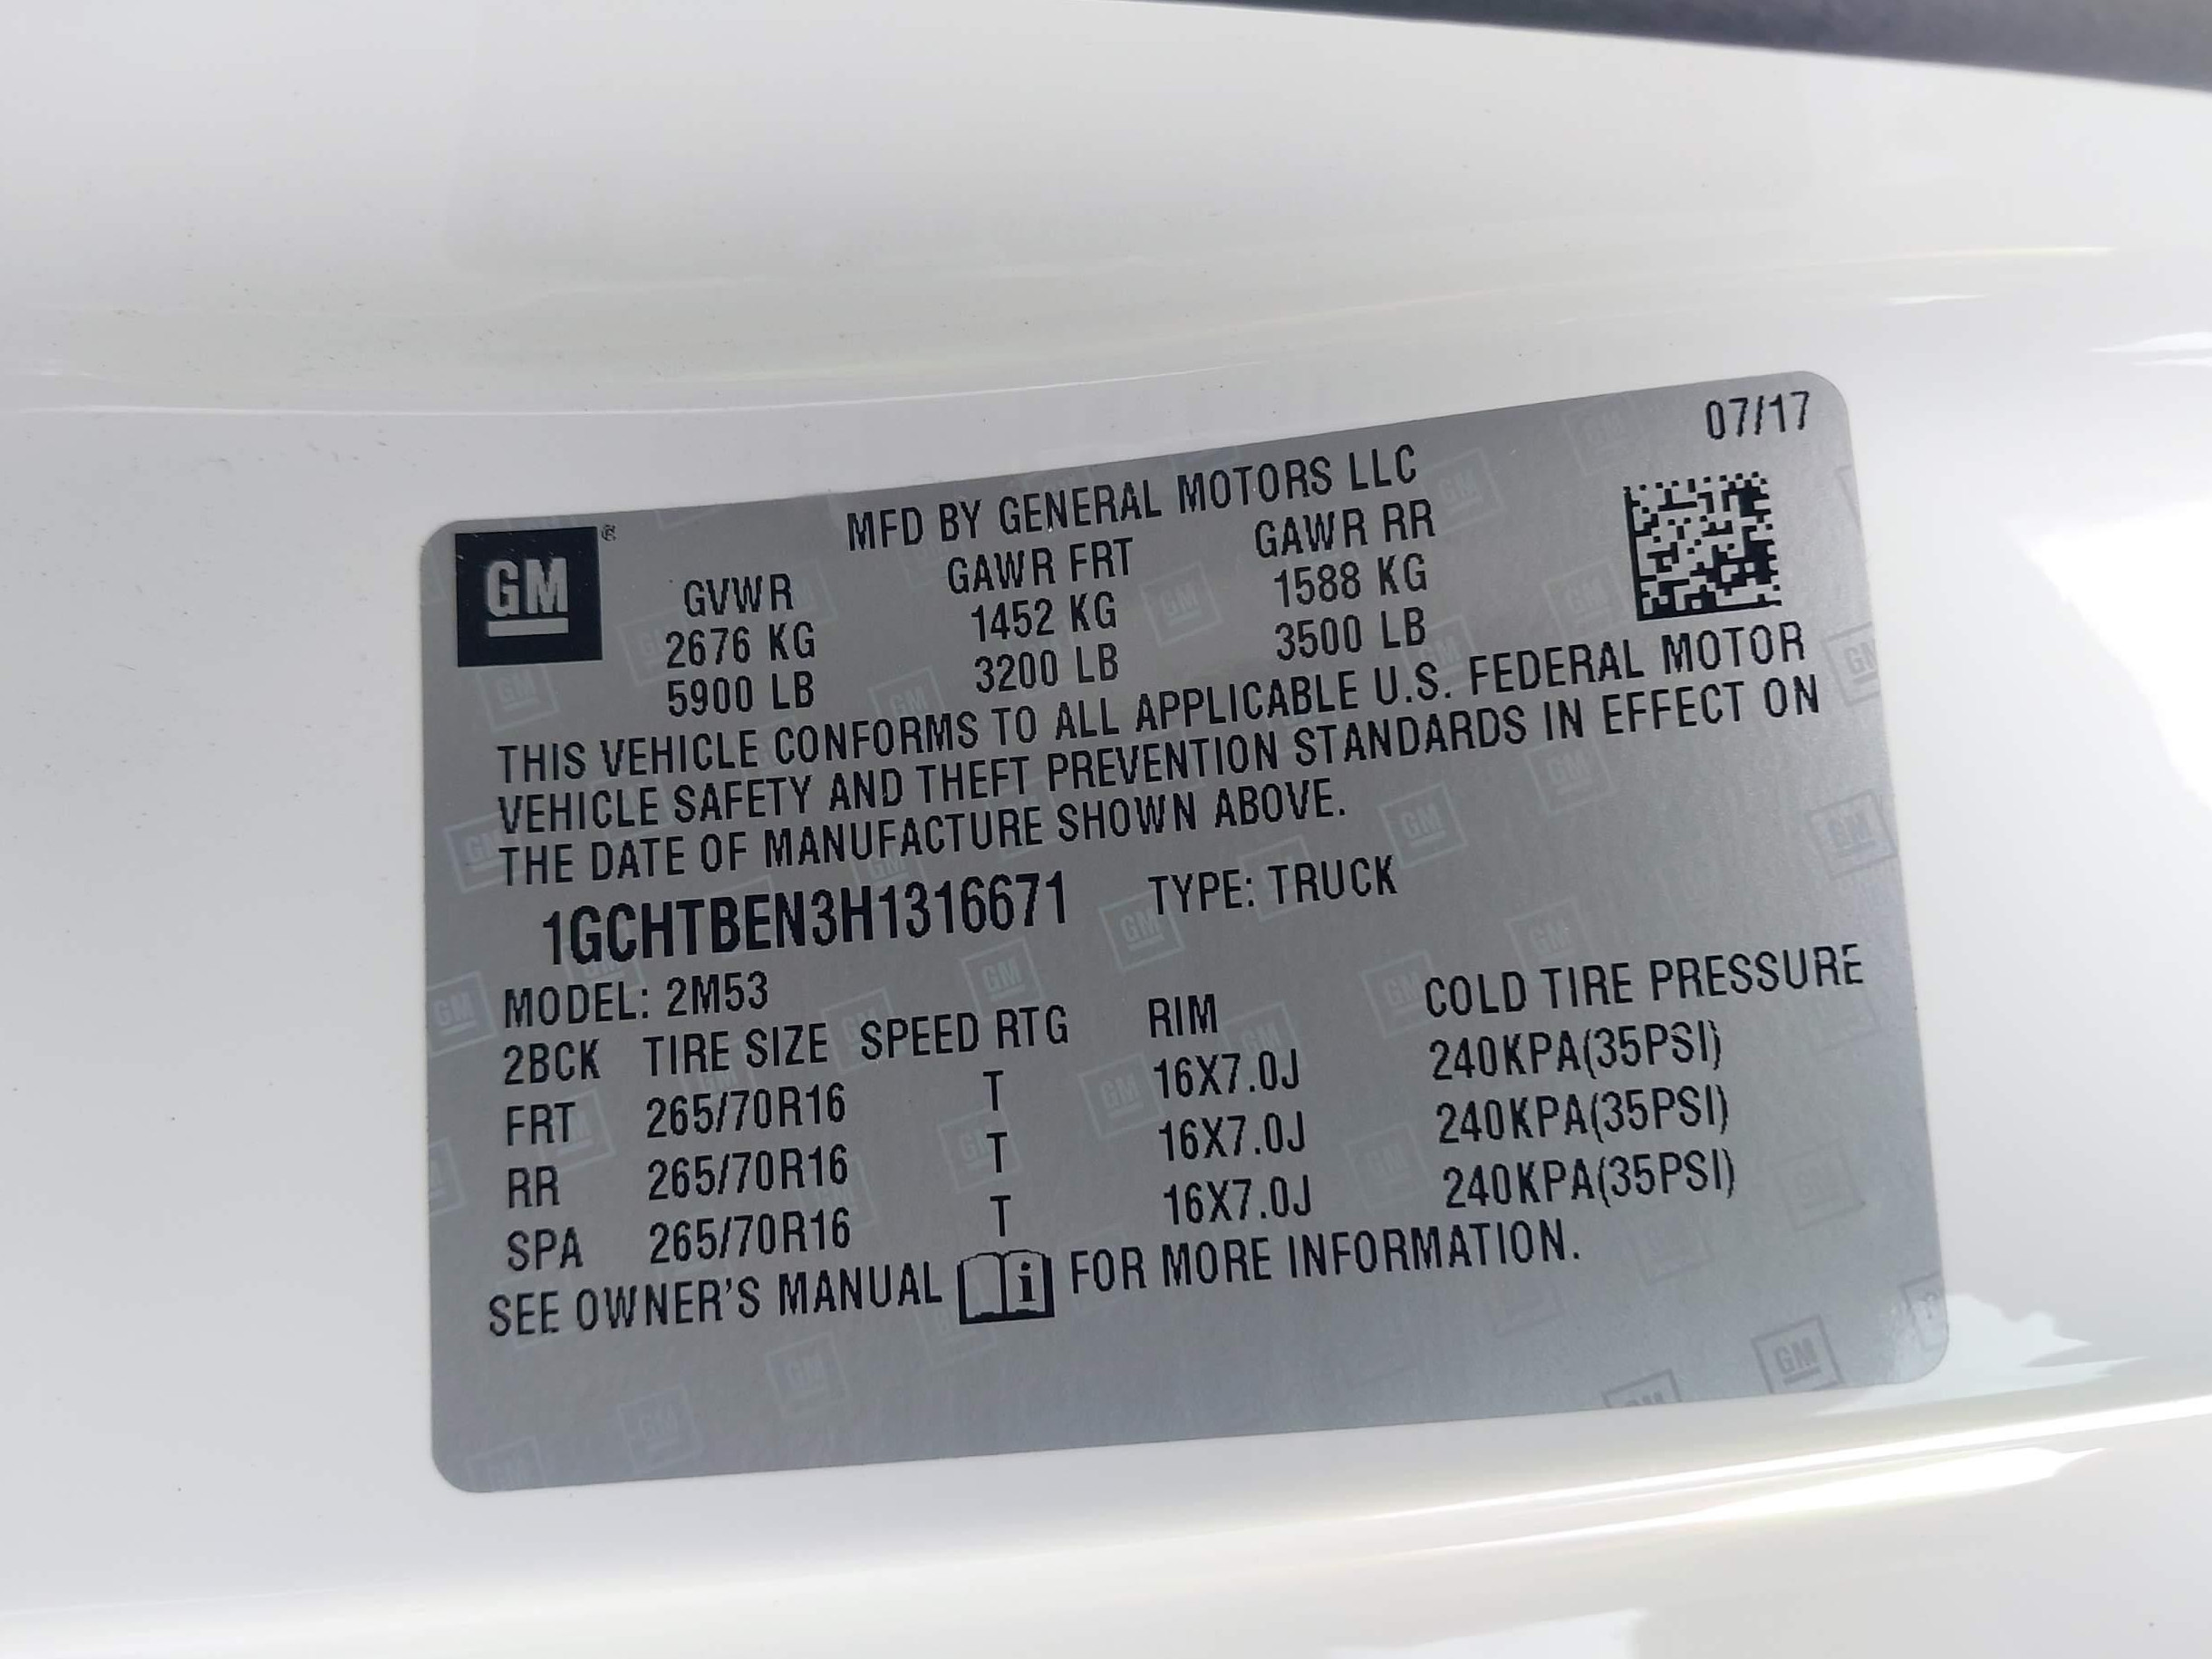 07/17
GM ®
MFD BY GENERAL MOTORS LLC
GVWR GAWR FRT GAWR RR
2676 KG 1452 KG 1588 KG
5900 LB 3200 LB 3500 LB
THIS VEHICLE CONFORMS TO ALL APPLICABLE U.S. FEDERAL MOTOR
VEHICLE SAFETY AND THEFT PREVENTION STANDARDS IN EFFECT ON
THE DATE OF MANUFACTURE SHOWN ABOVE.
1GCHTBEN3H1316671 TYPE: TRUCK
MODEL: 2M53
2BCK TIRE SIZE SPEED RTG RIM COLD TIRE PRESSURE
FRT 265/70R16 T 16X7.0J 240KPA(35PSI)
RR 265/70R16 T 16X7.0J 240KPA(35PSI)
SPA 265/70R16 T 16X7.0J 240KPA(35PSI)
SEE OWNER'S MANUAL i FOR MORE INFORMATION.